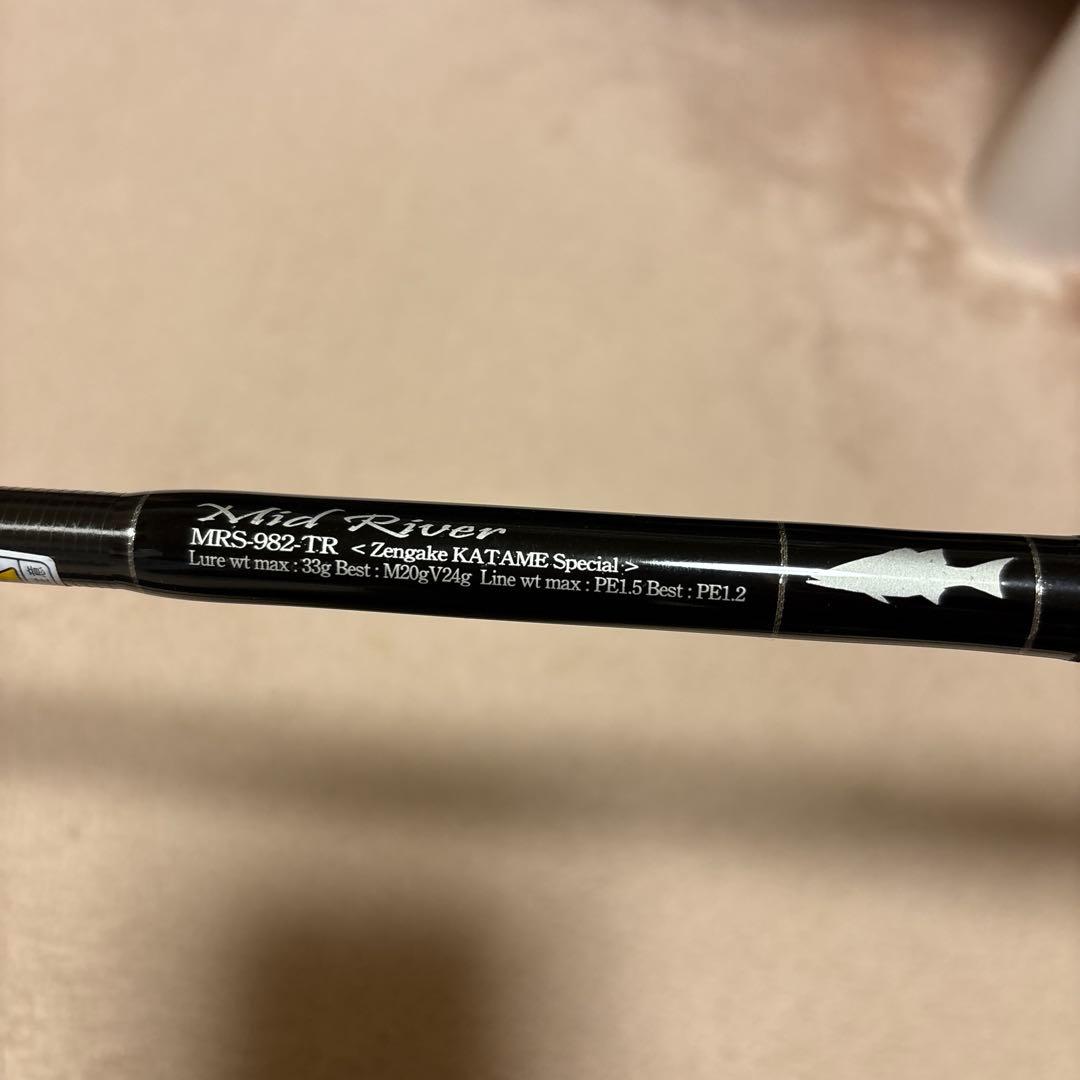 Mid River
MRS-982-TR < Zengake KATAME Special >
Lure wt max : 33g Best : M20gV24g Line wt max : PE1.5 Best : PE1.2